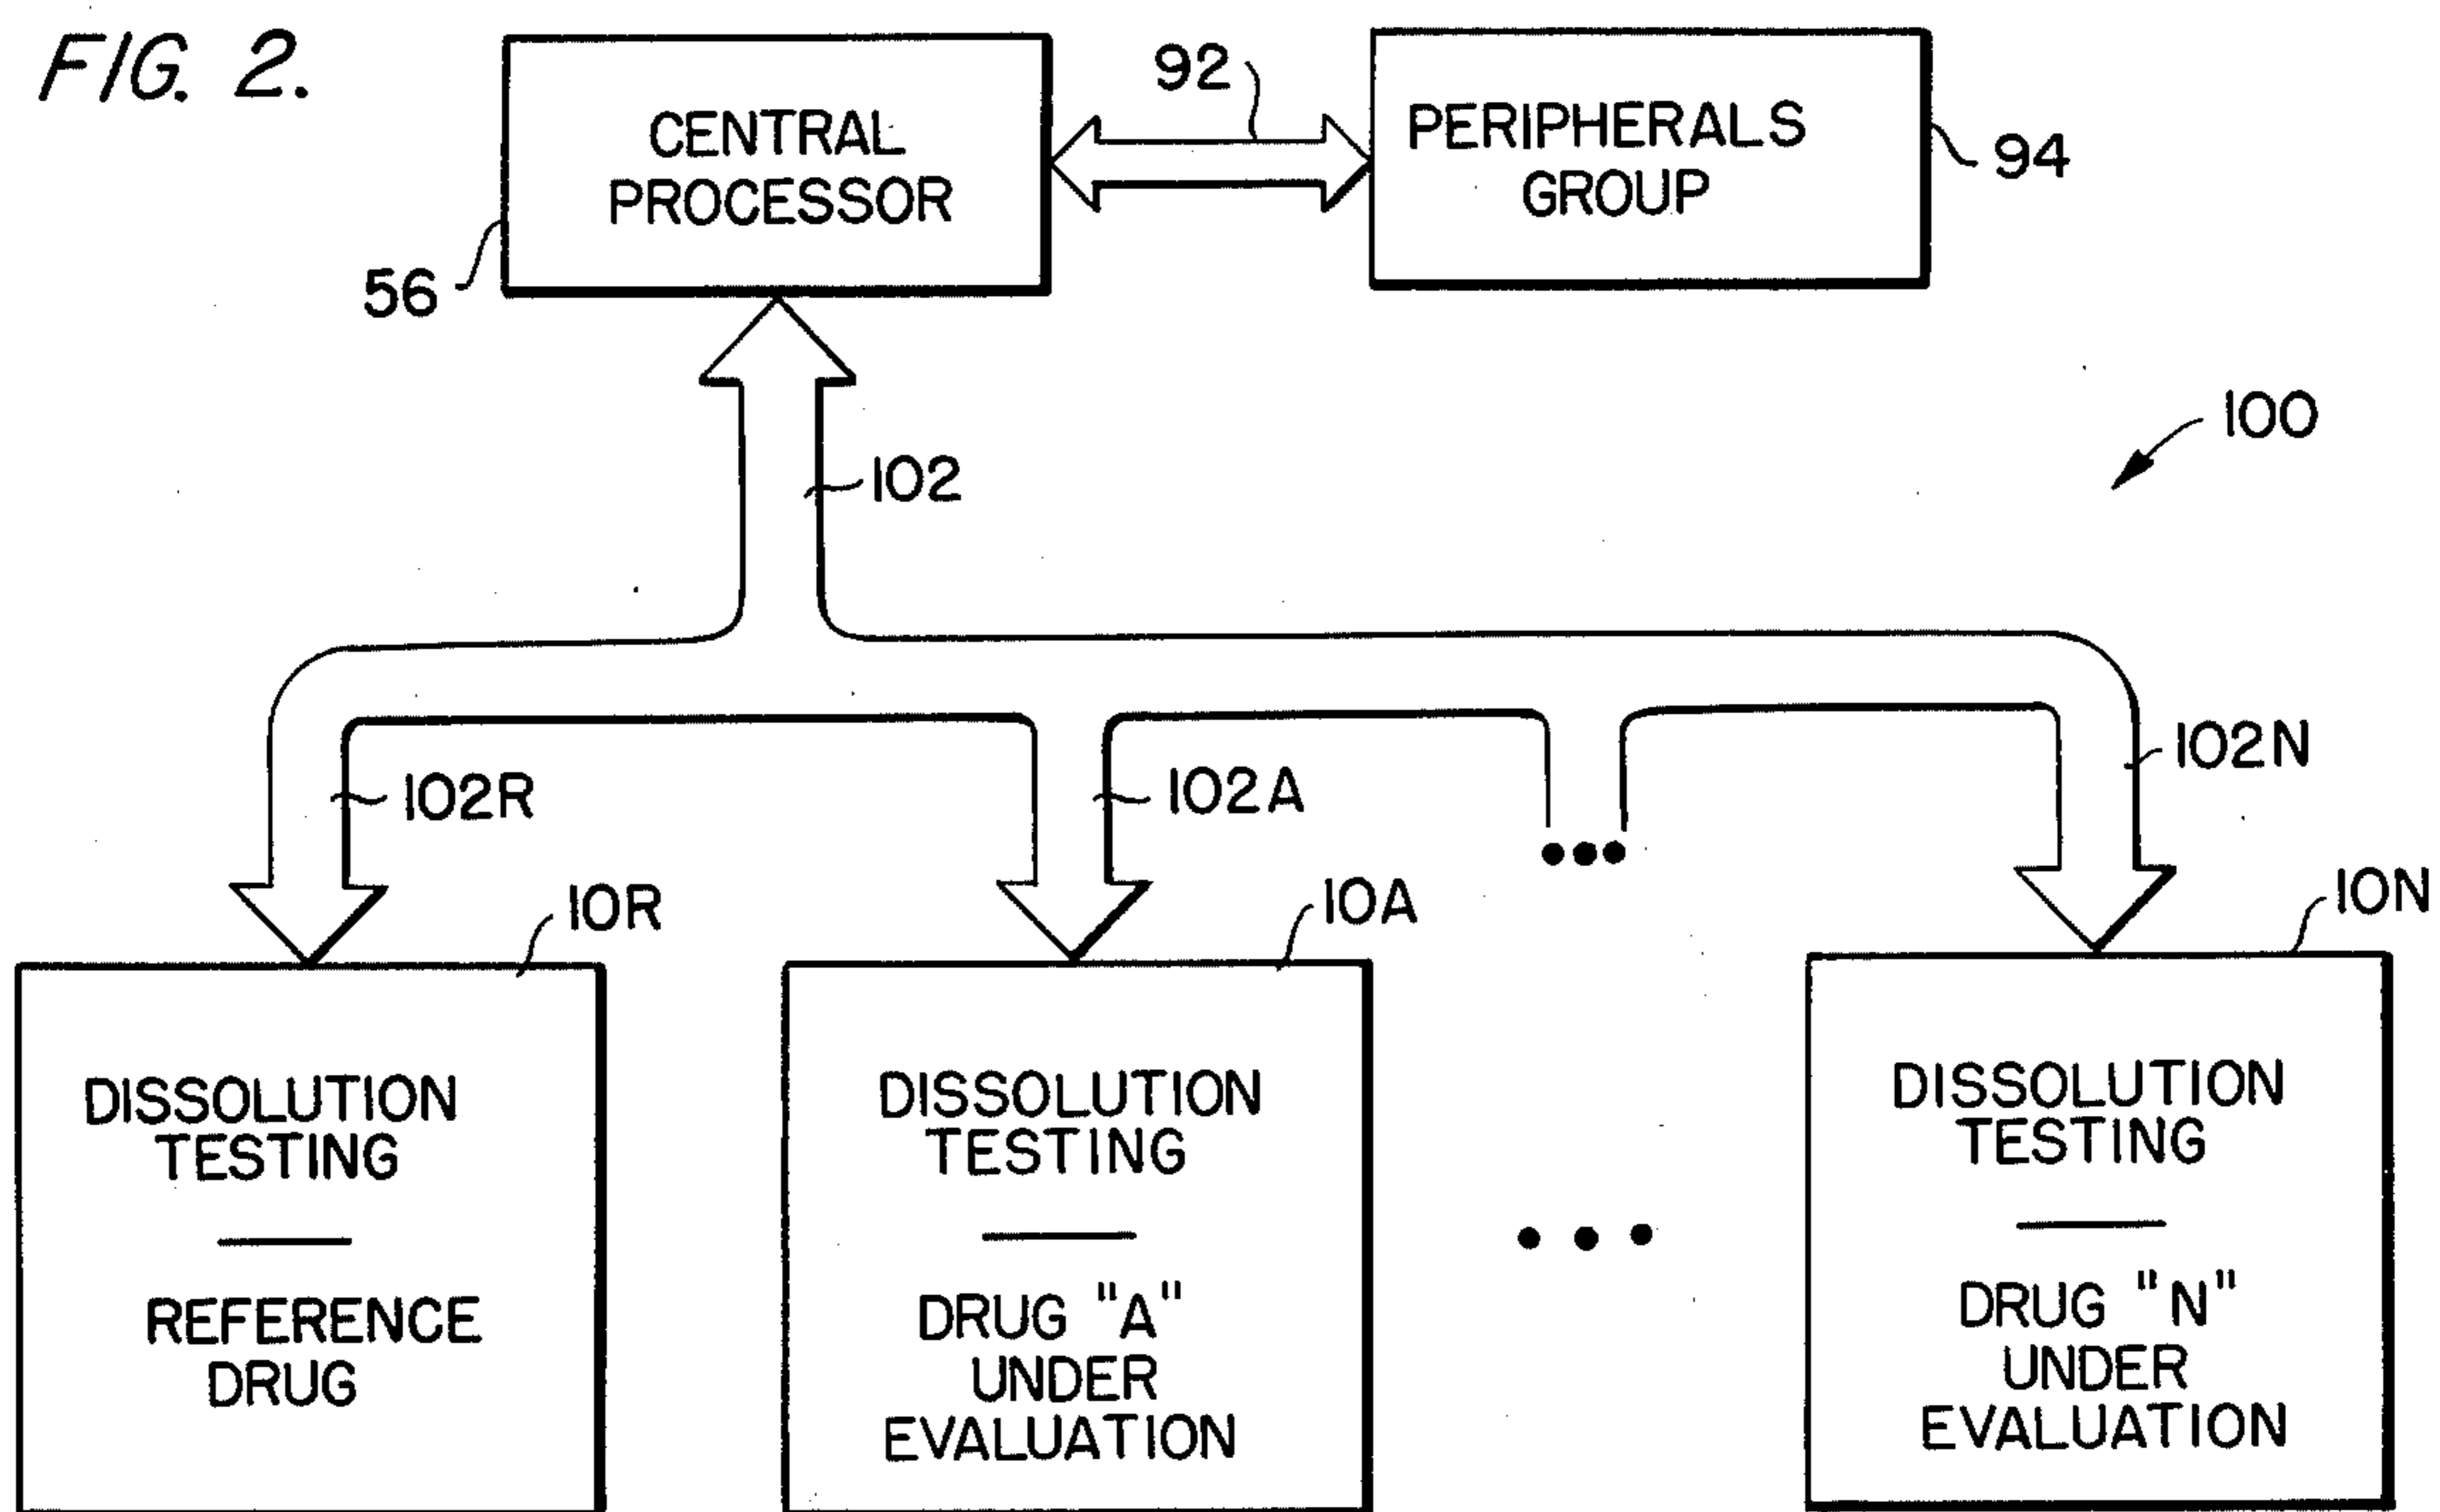 FIG. 2.
CENTRAL
PROCESSOR
92
PERIPHERALS
GROUP
94
56
100
102
102R
102A
102N
10R
10A
10N
DISSOLUTION
TESTING
REFERENCE
DRUG
DISSOLUTION
TESTING
DRUG "A"
UNDER
EVALUATION
DISSOLUTION
TESTING
DRUG "N"
UNDER
EVALUATION